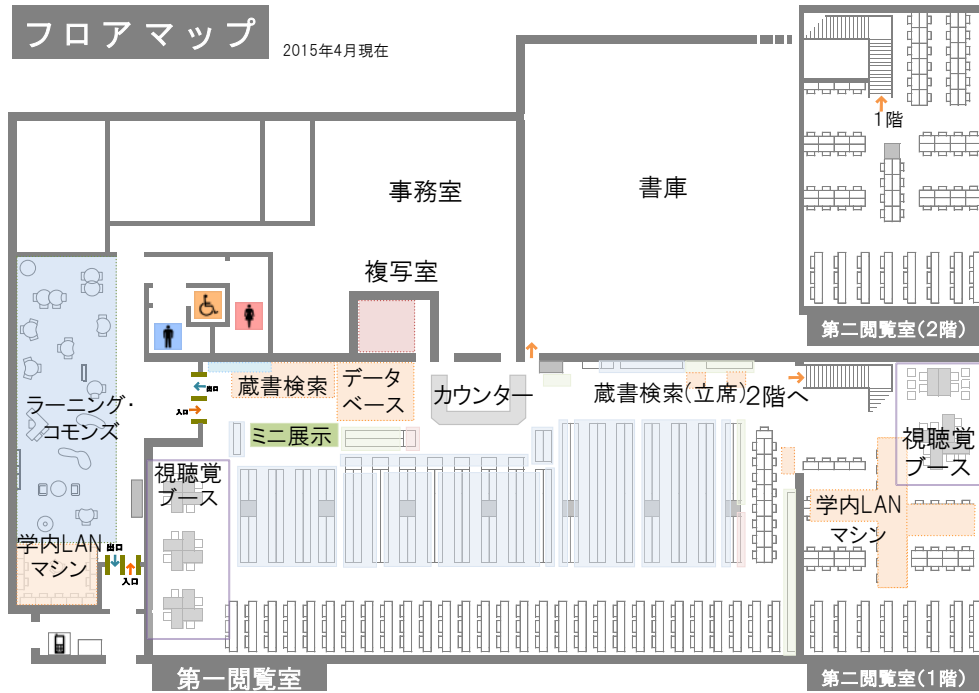 フロアマップ
2015年4月現在
1階
事務室
書庫
複写室
第二閲覧室(2階)
出口
入口
蔵書検索
データ
ベース
カウンター
蔵書検索(立席)
2階へ
ラーニング・
コモンズ
ミニ展示
視聴覚
ブース
視聴覚
ブース
学内LAN
マシン
学内LAN
マシン
出口
入口
第一閲覧室
第二閲覧室(1階)